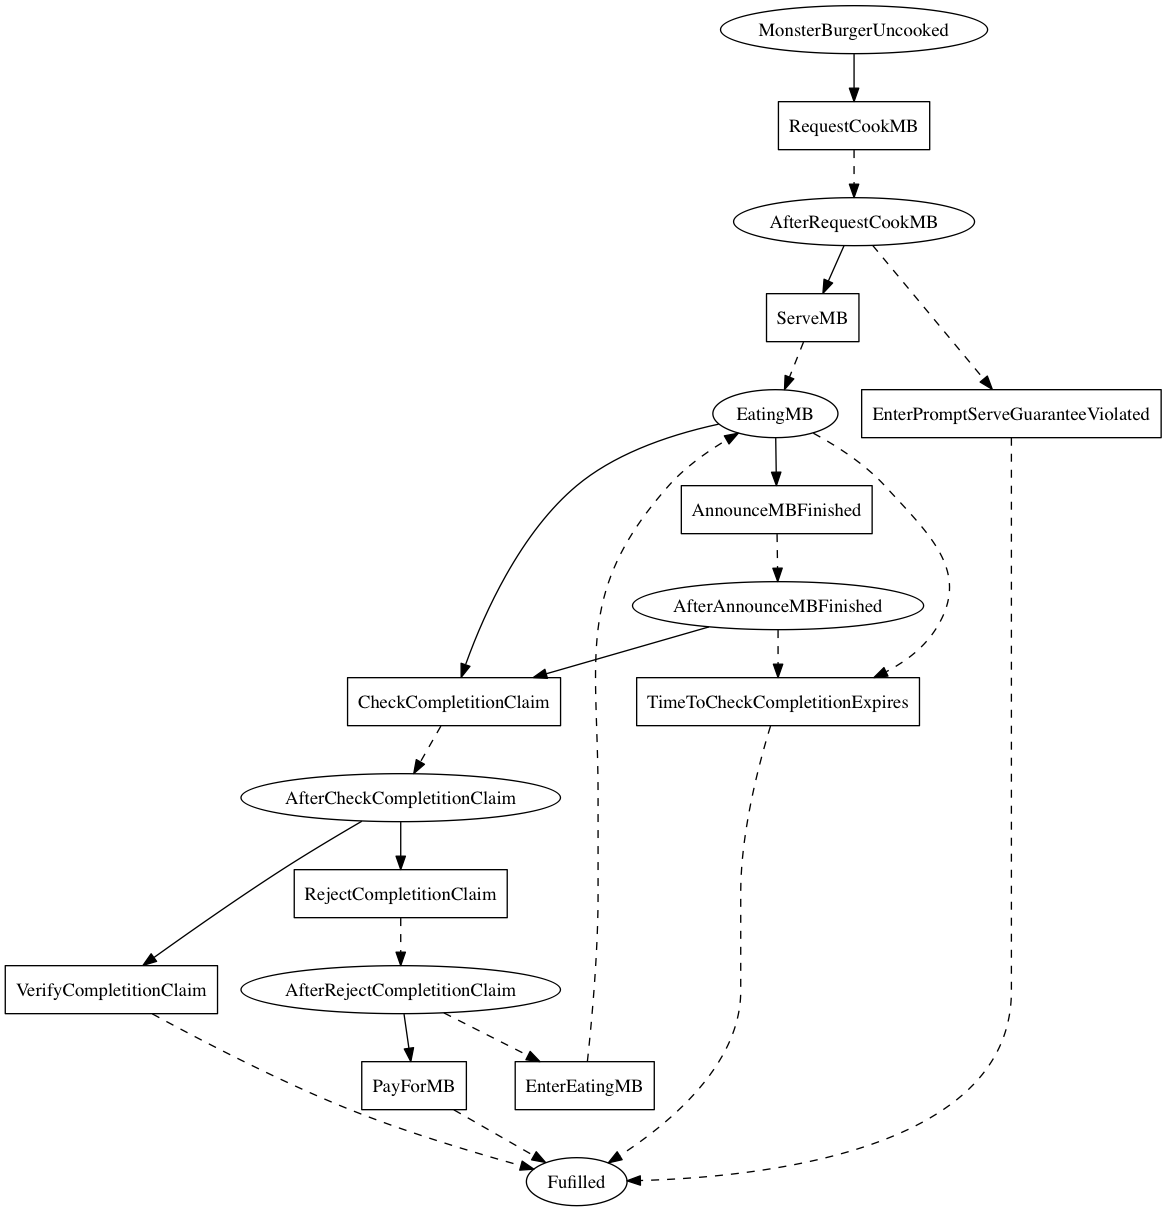 MonsterBurgerUncooked
RequestCookMB
AfterRequestCookMB
ServeMB
EatingMB
EnterPromptServeGuaranteeViolated
AnnounceMBFinished
AfterAnnounceMBFinished
CheckCompletitionClaim
TimeToCheckCompletitionExpires
AfterCheckCompletitionClaim
RejectCompletitionClaim
VerifyCompletitionClaim
AfterRejectCompletitionClaim
PayForMB
EnterEatingMB
Fufilled